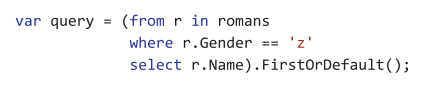 var query = (from r in romans
             where r.Gender == 'z'
             select r.Name).FirstOrDefault();